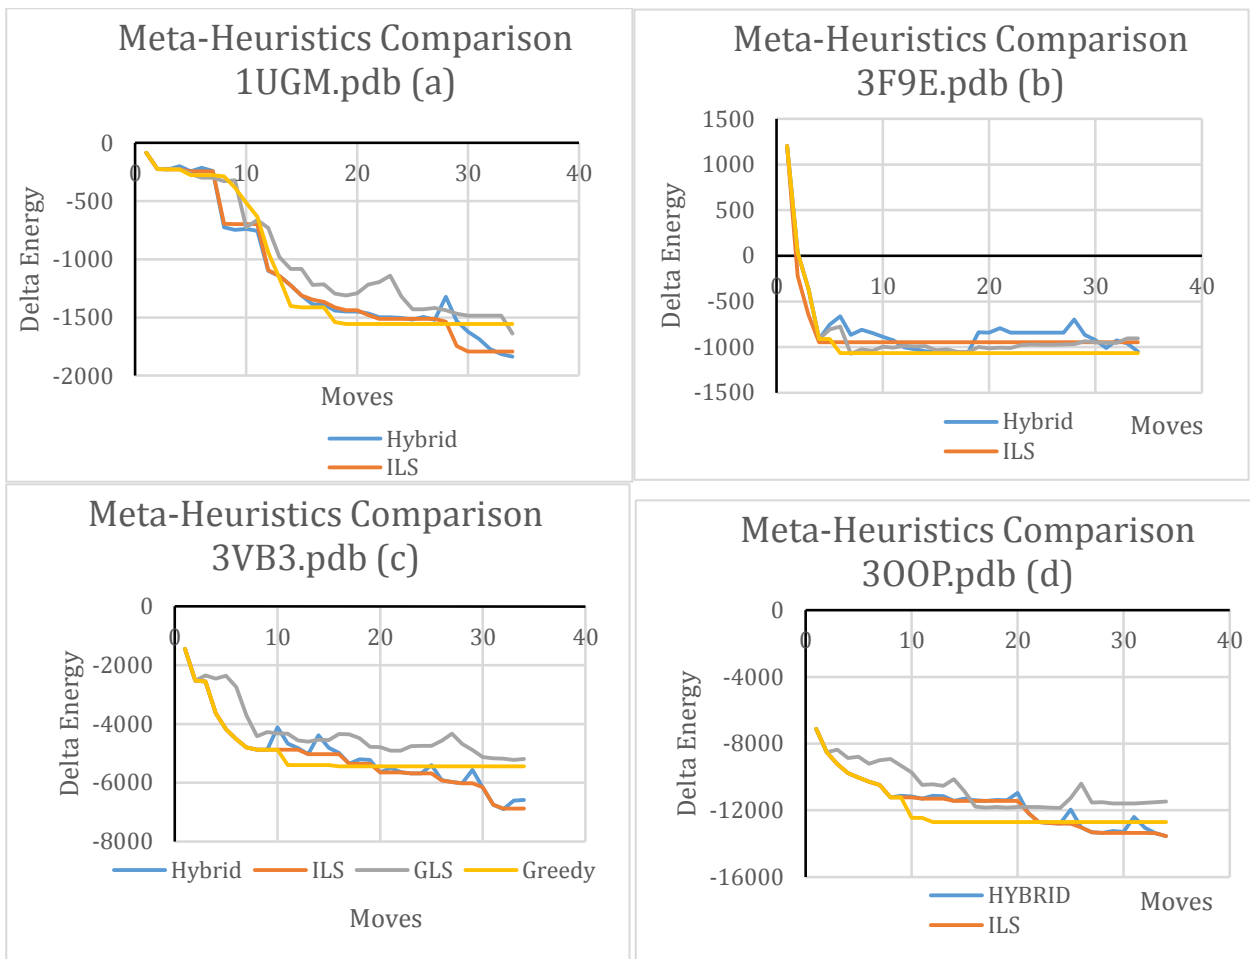 Meta-Heuristics Comparison
1UGM.pdb (a)
0
-500
-1000
-1500
-2000
0
10
20
30
40
Delta Energy
Moves
Hybrid
ILS
Meta-Heuristics Comparison
3F9E.pdb (b)
1500
1000
500
0
-500
-1000
-1500
0
10
20
30
40
Delta Energy
Moves
Hybrid
ILS
Meta-Heuristics Comparison
3VB3.pdb (c)
0
-2000
-4000
-6000
-8000
0
10
20
30
40
Delta Energy
Hybrid ILS GLS Greedy
Moves
Meta-Heuristics Comparison
3OOP.pdb (d)
0
-4000
-8000
-12000
-16000
0
10
20
30
40
Delta Energy
Moves
HYBRID
ILS